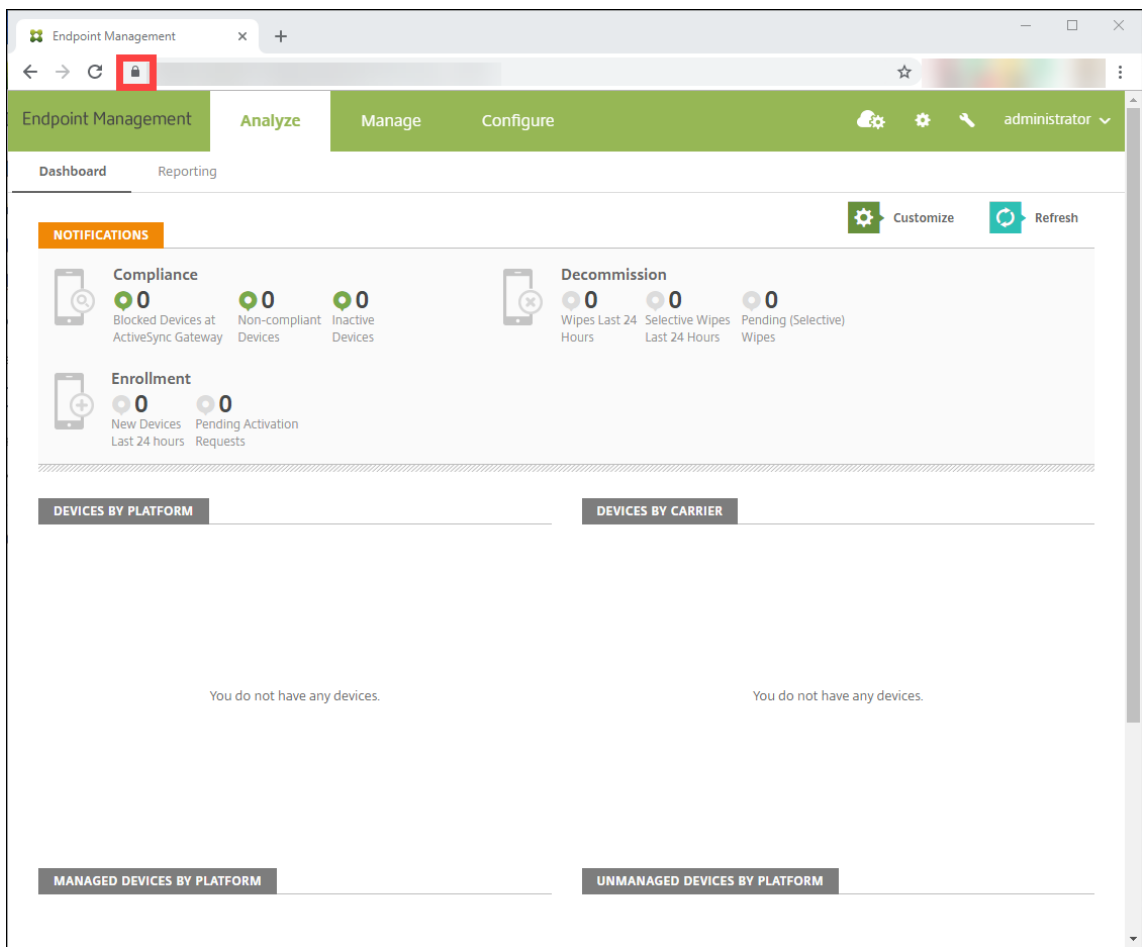 Endpoint Management
Endpoint Management Analyze Manage Configure administrator
Dashboard Reporting
Customize Refresh
NOTIFICATIONS
Compliance
0 0 0
Blocked Devices at Non-compliant Inactive
ActiveSync Gateway Devices Devices
Decommission
0 0 0
Wipes Last 24 Selective Wipes Pending (Selective)
Hours Last 24 Hours Wipes
Enrollment
0 0
New Devices Pending Activation
Last 24 hours Requests
DEVICES BY PLATFORM DEVICES BY CARRIER
You do not have any devices. You do not have any devices.
MANAGED DEVICES BY PLATFORM UNMANAGED DEVICES BY PLATFORM